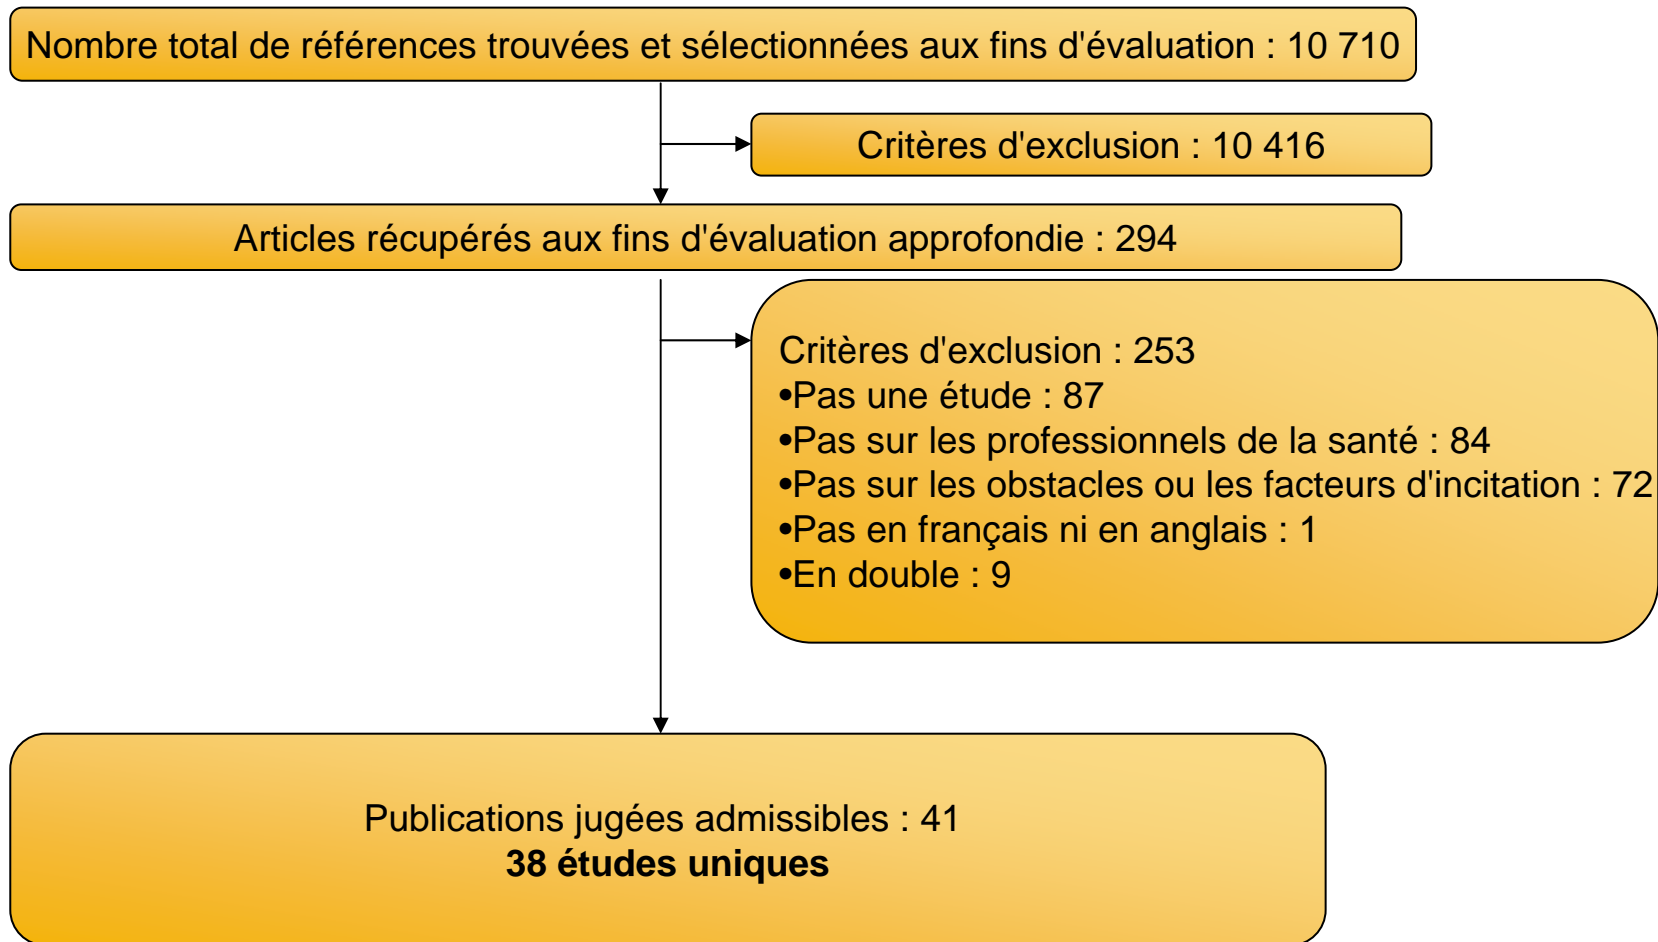 Nombre total de références trouvées et sélectionnées aux fins d'évaluation : 10 710
Critères d'exclusion : 10 416
Articles récupérés aux fins d'évaluation approfondie : 294
Critères d'exclusion : 253
•Pas une étude : 87
•Pas sur les professionnels de la santé : 84
•Pas sur les obstacles ou les facteurs d'incitation : 72
•Pas en français ni en anglais : 1
•En double : 9
Publications jugées admissibles : 41
38 études uniques